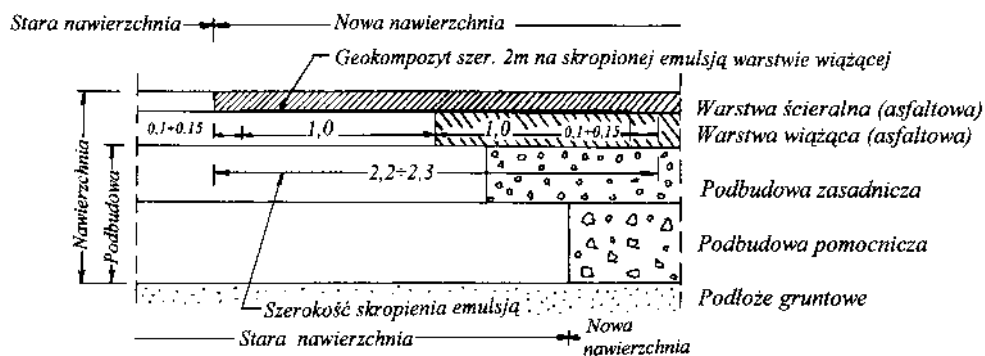 Stara nawierzchnia
Nowa nawierzchnia
Geokompozyt szer. 2m na skropionej emulsją warstwie wiążącej
Warstwa ścieralna (asfaltowa)
0,1÷0.15
1,0
1,0
0,1÷0,15
Warstwa wiążąca (asfaltowa)
2,2÷2,3
Podbudowa zasadnicza
Nawierzchnia
Podbudowa
Podbudowa pomocnicza
Szerokość skropienia emulsją
Podłoże gruntowe
Stara nawierzchnia
Nowa
nawierzchnia